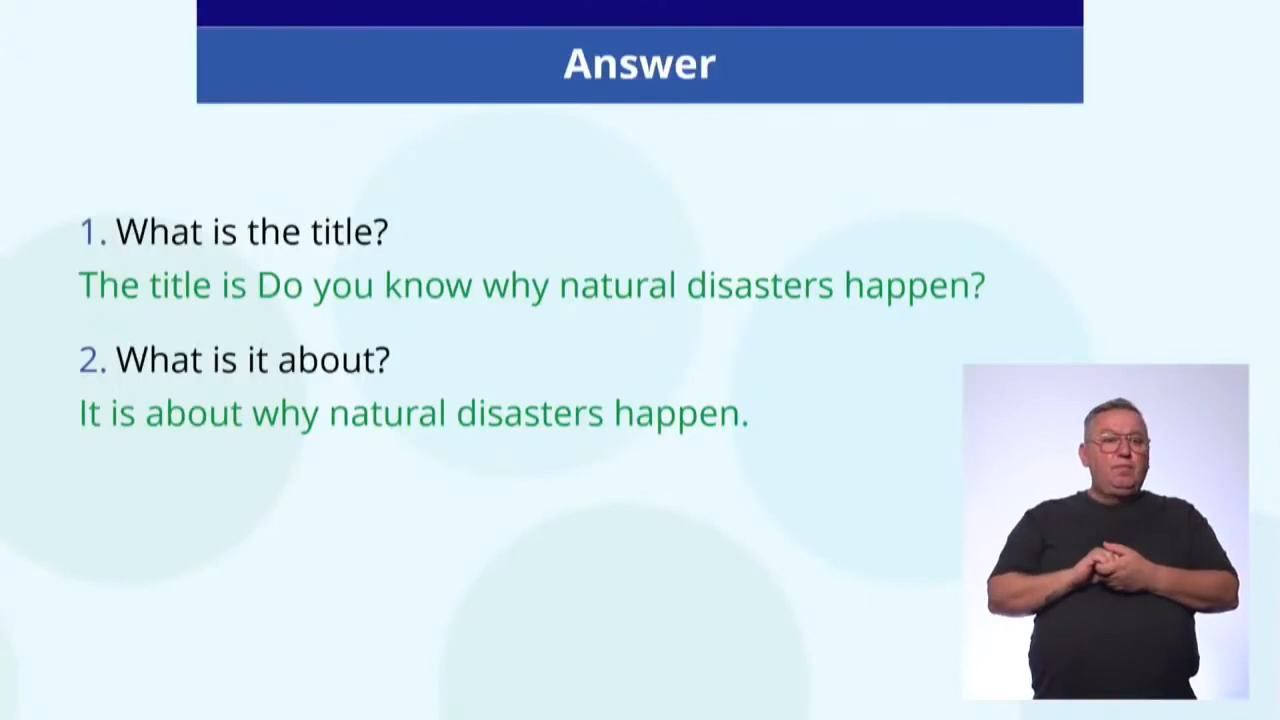 Answer
1. What is the title?
The title is Do you know why natural disasters happen?
2. What is it about?
It is about why natural disasters happen.